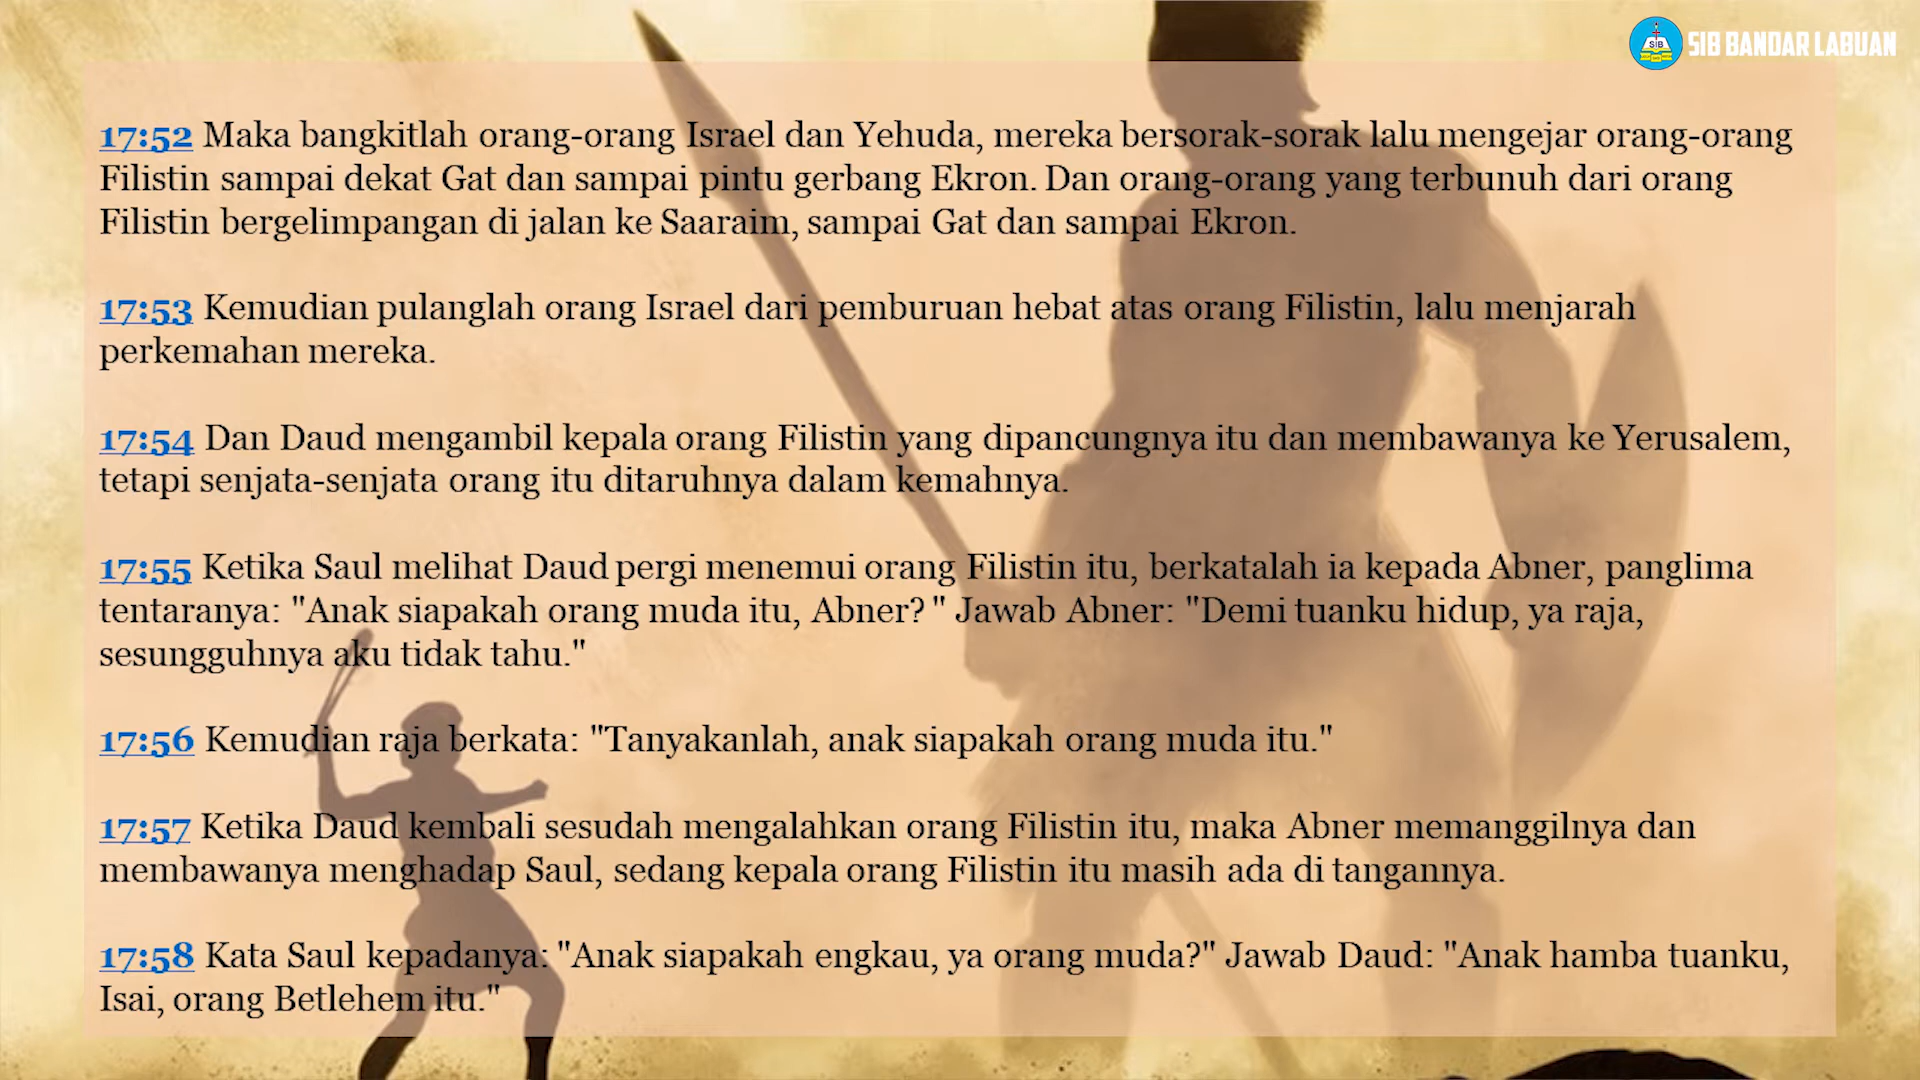 SIB
SIB BANDAR LABUAN
17:52 Maka bangkitlah orang-orang Israel dan Yehuda, mereka bersorak-sorak lalu mengejar orang-orang
Filistin sampai dekat Gat dan sampai pintu gerbang Ekron. Dan orang-orang yang terbunuh dari orang
Filistin bergelimpangan di jalan ke Saaraim, sampai Gat dan sampai Ekron.
17:53 Kemudian pulanglah orang Israel dari pemburuan hebat atas orang Filistin, lalu menjarah
perkemahan mereka.
17:54 Dan Daud mengambil kepala orang Filistin yang dipancungnya itu dan membawanya ke Yerusalem,
tetapi senjata-senjata orang itu ditaruhnya dalam kemahnya.
17:55 Ketika Saul melihat Daud pergi menemui orang Filistin itu, berkatalah ia kepada Abner, panglima
tentaranya: "Anak siapakah orang muda itu, Abner? " Jawab Abner: "Demi tuanku hidup, ya raja,
sesungguhnya aku tidak tahu."
17:56 Kemudian raja berkata: "Tanyakanlah, anak siapakah orang muda itu."
17:57 Ketika Daud kembali sesudah mengalahkan orang Filistin itu, maka Abner memanggilnya dan
membawanya menghadap Saul, sedang kepala orang Filistin itu masih ada di tangannya.
17:58 Kata Saul kepadanya: "Anak siapakah engkau, ya orang muda?" Jawab Daud: "Anak hamba tuanku,
Isai, orang Betlehem itu."